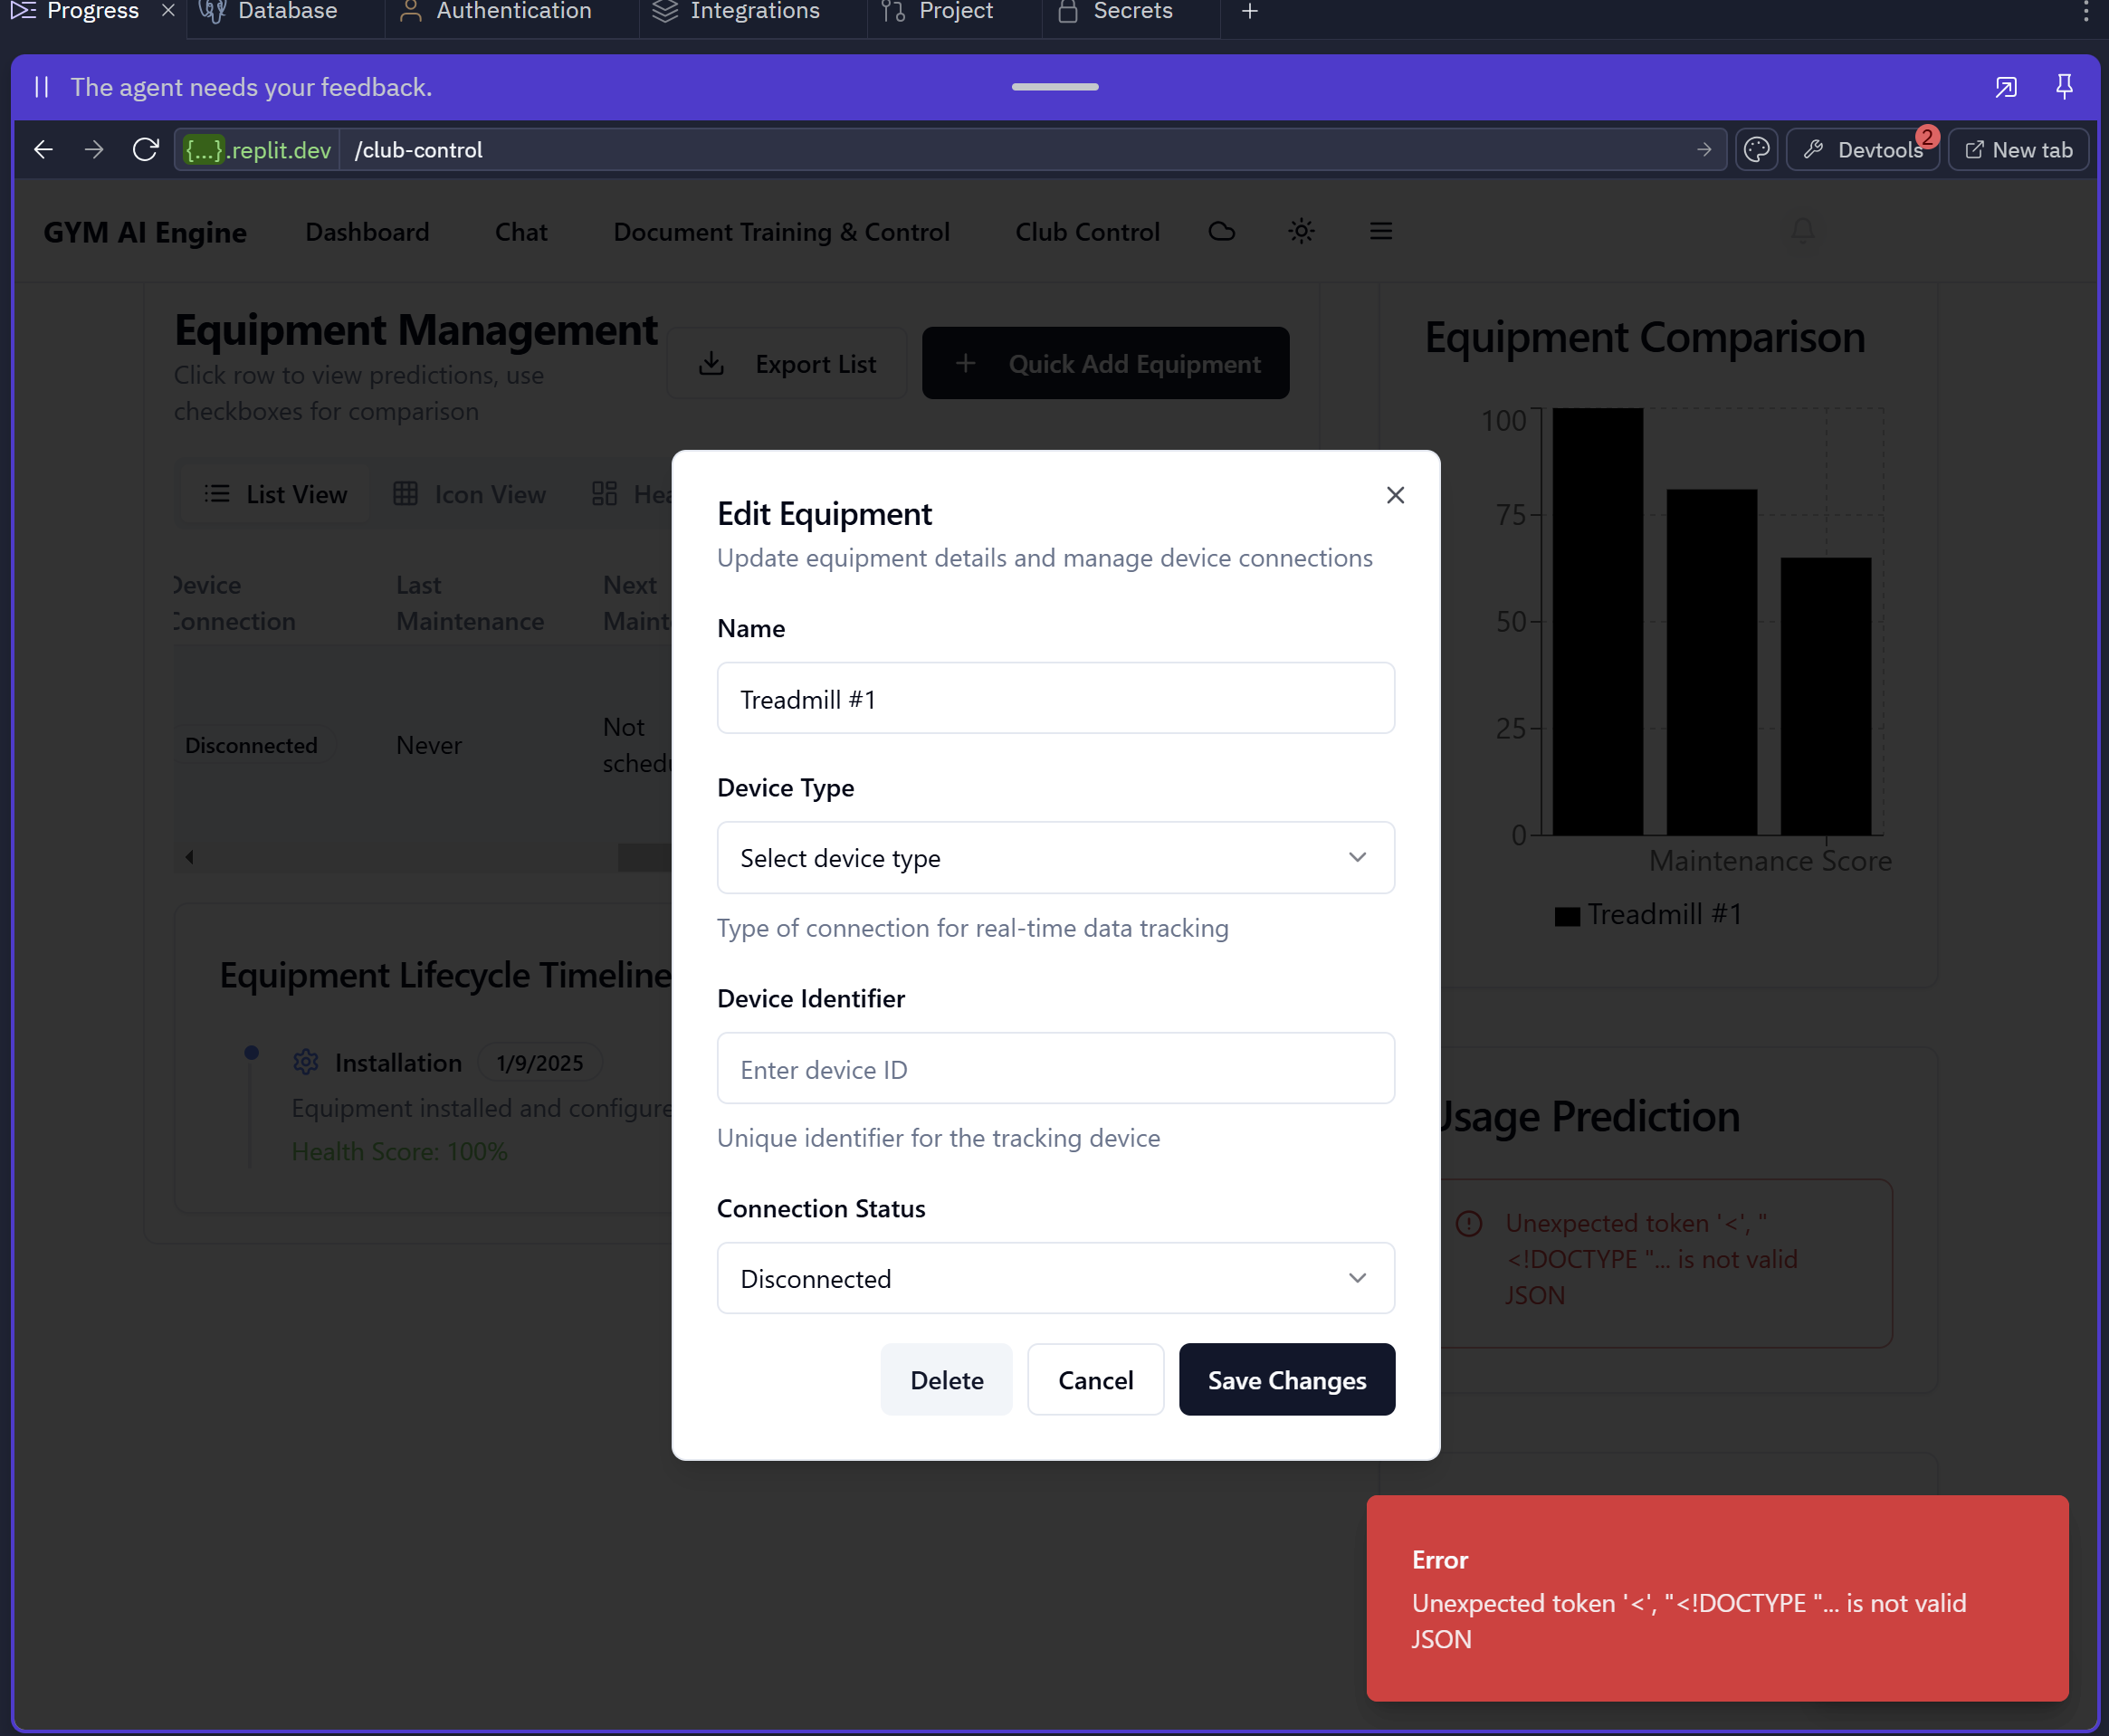 Progress
Database
Authentication
Integrations
Project
Secrets
The agent needs your feedback.
{...}.replit.dev
/club-control
Devtools
2
New tab
GYM AI Engine
Dashboard
Chat
Document Training & Control
Club Control
Equipment Management
Click row to view predictions, use
checkboxes for comparison
Export List
Quick Add Equipment
List View
Icon View
Hea
Device
Connection
Last
Maintenance
Next
Maint
Disconnected
Never
Not
schedu
Equipment Lifecycle Timeline
Installation
1/9/2025
Equipment installed and configure
Health Score: 100%
Edit Equipment
Update equipment details and manage device connections
Name
Treadmill #1
Device Type
Select device type
Type of connection for real-time data tracking
Device Identifier
Enter device ID
Unique identifier for the tracking device
Connection Status
Disconnected
Delete
Cancel
Save Changes
Equipment Comparison
100
75
50
25
0
Maintenance Score
Treadmill #1
Usage Prediction
Unexpected token '<', "
<!DOCTYPE "... is not valid
JSON
Error
Unexpected token '<', "<!DOCTYPE "... is not valid
JSON